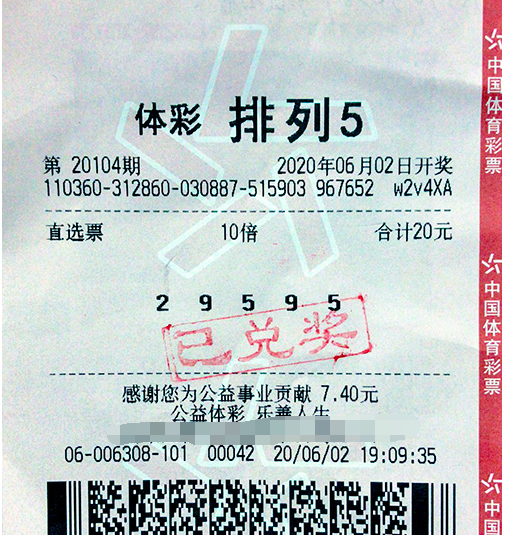 体彩 排列5
第 20104期 2020年06月02日开奖
110360-312860-030887-515903 967652 w2v4XA
直选票 10倍 合计20元
2 9 5 9 5
已兑奖
感谢您为公益事业贡献 7.40元
公益体彩 乐善人生
06-006308-101 00042 20/06/02 19:09:35
中国体育彩票
中国体育彩票
中国